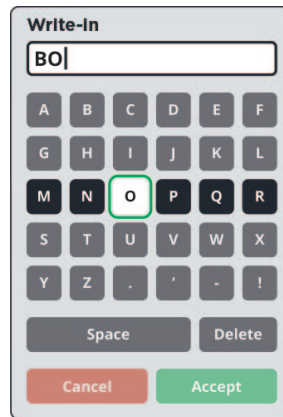 Write-in
BO
A B C D E F
G H I J K L
M N O P Q R
S T U V W X
Y Z . ' - !
Space Delete
Cancel Accept